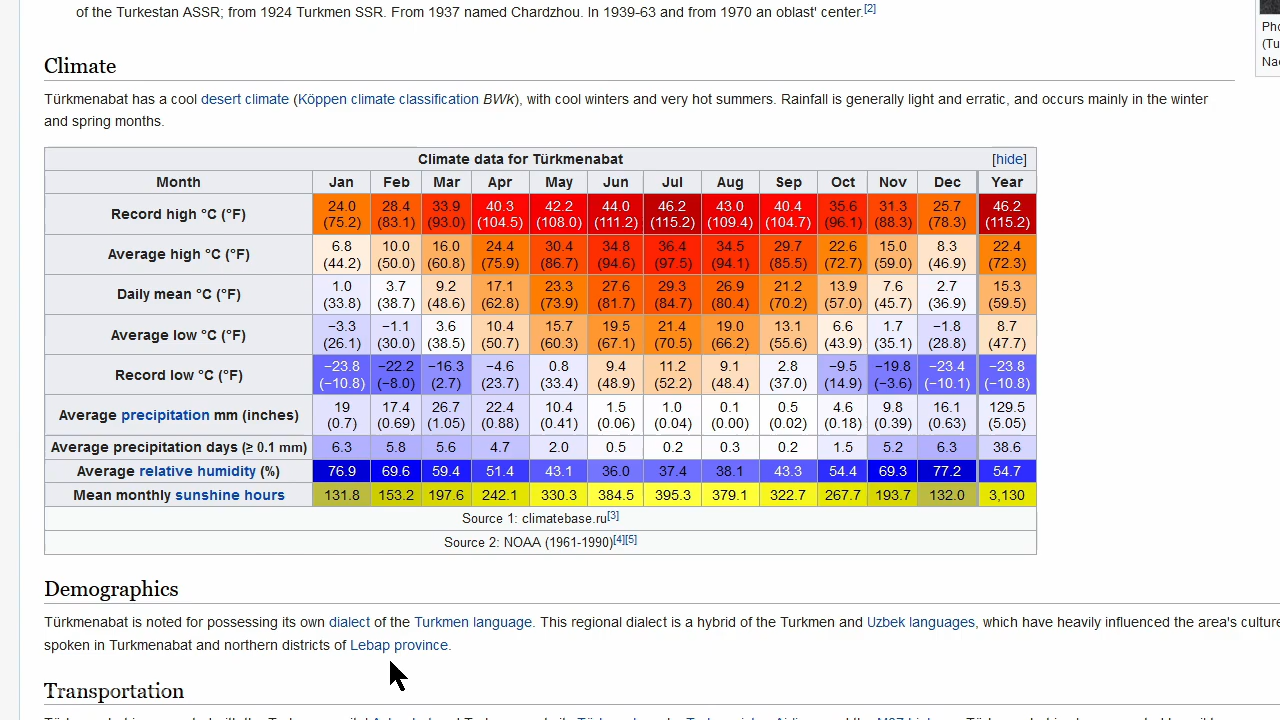 of the Turkestan ASSR; from 1924 Turkmen SSR. From 1937 named Chardzhou. In 1939-63 and from 1970 an oblast' center.[2]
Climate
Türkmenabat has a cool desert climate (Köppen climate classification BWk), with cool winters and very hot summers. Rainfall is generally light and erratic, and occurs mainly in the winter
and spring months.
Climate data for Türkmenabat [hide]
Month Jan Feb Mar Apr May Jun Jul Aug Sep Oct Nov Dec Year
Record high °C (°F) 24.0 (75.2) 28.4 (83.1) 33.9 (93.0) 40.3 (104.5) 42.2 (108.0) 44.0 (111.2) 46.2 (115.2) 43.0 (109.4) 40.4 (104.7) 35.6 (96.1) 31.3 (88.3) 25.7 (78.3) 46.2 (115.2)
Average high °C (°F) 6.8 (44.2) 10.0 (50.0) 16.0 (60.8) 24.4 (75.9) 30.4 (86.7) 34.8 (94.6) 36.4 (97.5) 34.5 (94.1) 29.7 (85.5) 22.6 (72.7) 15.0 (59.0) 8.3 (46.9) 22.4 (72.3)
Daily mean °C (°F) 1.0 (33.8) 3.7 (38.7) 9.2 (48.6) 17.1 (62.8) 23.3 (73.9) 27.6 (81.7) 29.3 (84.7) 26.9 (80.4) 21.2 (70.2) 13.9 (57.0) 7.6 (45.7) 2.7 (36.9) 15.3 (59.5)
Average low °C (°F) −3.3 (26.1) −1.1 (30.0) 3.6 (38.5) 10.4 (50.7) 15.7 (60.3) 19.5 (67.1) 21.4 (70.5) 19.0 (66.2) 13.1 (55.6) 6.6 (43.9) 1.7 (35.1) −1.8 (28.8) 8.7 (47.7)
Record low °C (°F) −23.8 (−10.8) −22.2 (−8.0) −16.3 (2.7) −4.6 (23.7) 0.8 (33.4) 9.4 (48.9) 11.2 (52.2) 9.1 (48.4) 2.8 (37.0) −9.5 (14.9) −19.8 (−3.6) −23.4 (−10.1) −23.8 (−10.8)
Average precipitation mm (inches) 19 (0.7) 17.4 (0.69) 26.7 (1.05) 22.4 (0.88) 10.4 (0.41) 1.5 (0.06) 1.0 (0.04) 0.1 (0.00) 0.5 (0.02) 4.6 (0.18) 9.8 (0.39) 16.1 (0.63) 129.5 (5.05)
Average precipitation days (≥ 0.1 mm) 6.3 5.8 5.6 4.7 2.0 0.5 0.2 0.3 0.2 1.5 5.2 6.3 38.6
Average relative humidity (%) 76.9 69.6 59.4 51.4 43.1 36.0 37.4 38.1 43.3 54.4 69.3 77.2 54.7
Mean monthly sunshine hours 131.8 153.2 197.6 242.1 330.3 384.5 395.3 379.1 322.7 267.7 193.7 132.0 3,130
Source 1: climatebase.ru[3]
Source 2: NOAA (1961-1990)[4][5]
Demographics
Türkmenabat is noted for possessing its own dialect of the Turkmen language. This regional dialect is a hybrid of the Turkmen and Uzbek languages, which have heavily influenced the area's culture
spoken in Turkmenabat and northern districts of Lebap province.
Transportation